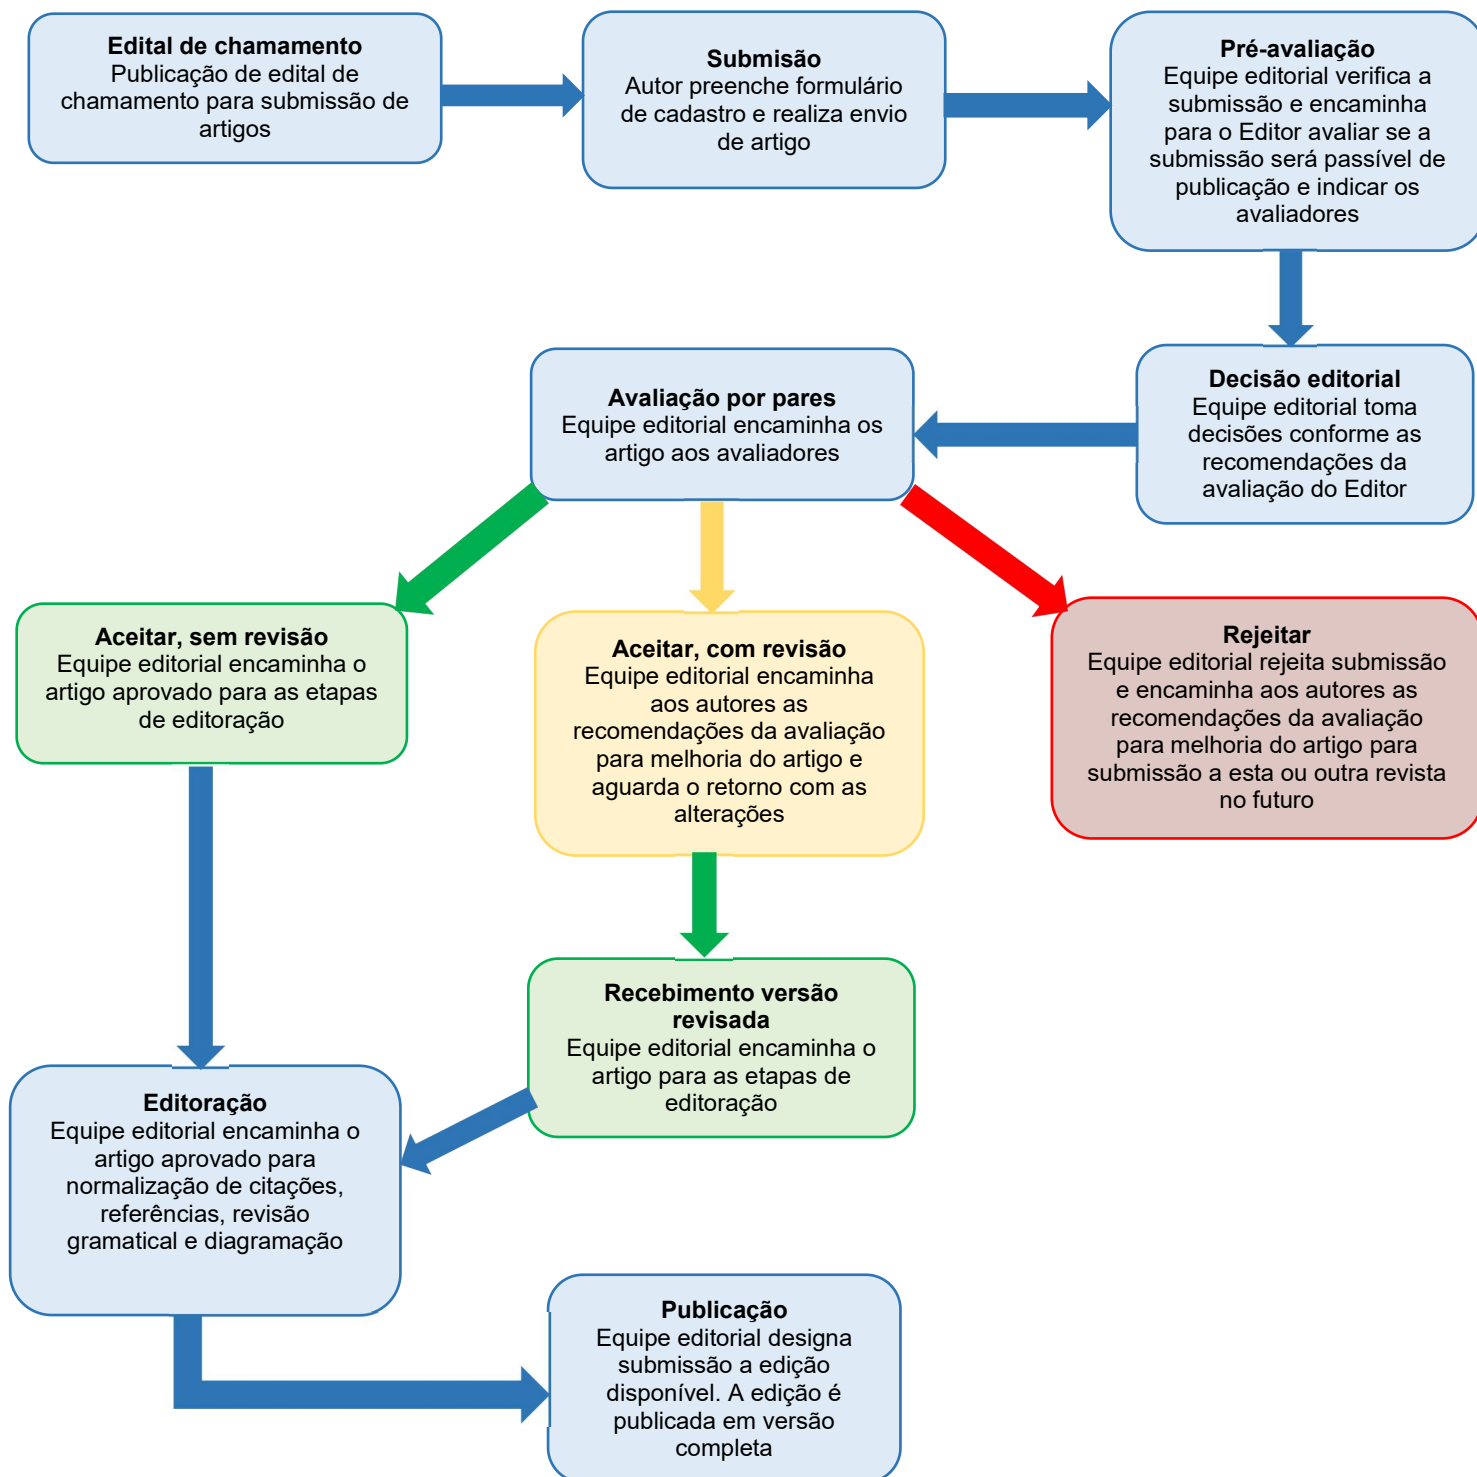 Edital de chamamento
Publicação de edital de
chamamento para submissão de
artigos
Submisão
Autor preenche formulário
de cadastro e realiza envio
de artigo
Pré-avaliação
Equipe editorial verifica a
submissão e encaminha
para o Editor avaliar se a
submissão será passível de
publicação e indicar os
avaliadores
Decisão editorial
Equipe editorial toma
decisões conforme as
recomendações da
avaliação do Editor
Avaliação por pares
Equipe editorial encaminha os
artigo aos avaliadores
Aceitar, sem revisão
Equipe editorial encaminha o
artigo aprovado para as etapas
de editoração
Aceitar, com revisão
Equipe editorial encaminha
aos autores as
recomendações da avaliação
para melhoria do artigo e
aguarda o retorno com as
alterações
Rejeitar
Equipe editorial rejeita submissão
e encaminha aos autores as
recomendações da avaliação
para melhoria do artigo para
submissão a esta ou outra revista
no futuro
Recebimento versão
revisada
Equipe editorial encaminha o
artigo para as etapas de
editoração
Editoração
Equipe editorial encaminha o
artigo aprovado para
normalização de citações,
referências, revisão
gramatical e diagramação
Publicação
Equipe editorial designa
submissão a edição
disponível. A edição é
publicada em versão
completa